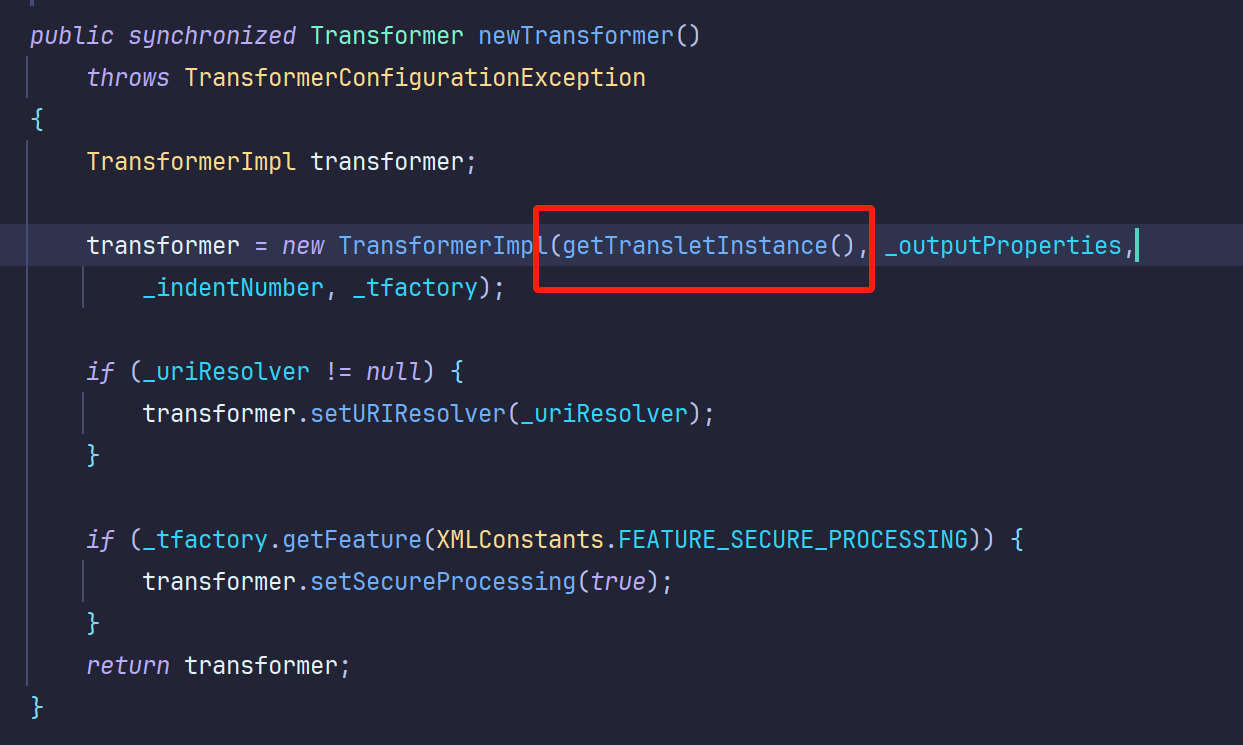 public synchronized Transformer newTransformer()
    throws TransformerConfigurationException
{
    TransformerImpl transformer;
    transformer = new TransformerImpl(getTransletInstance(), _outputProperties,
        _indentNumber, _tfactory);
    if (_uriResolver != null) {
        transformer.setURIResolver(_uriResolver);
    }
    if (_tfactory.getFeature(XMLConstants.FEATURE_SECURE_PROCESSING)) {
        transformer.setSecureProcessing(true);
    }
    return transformer;
}